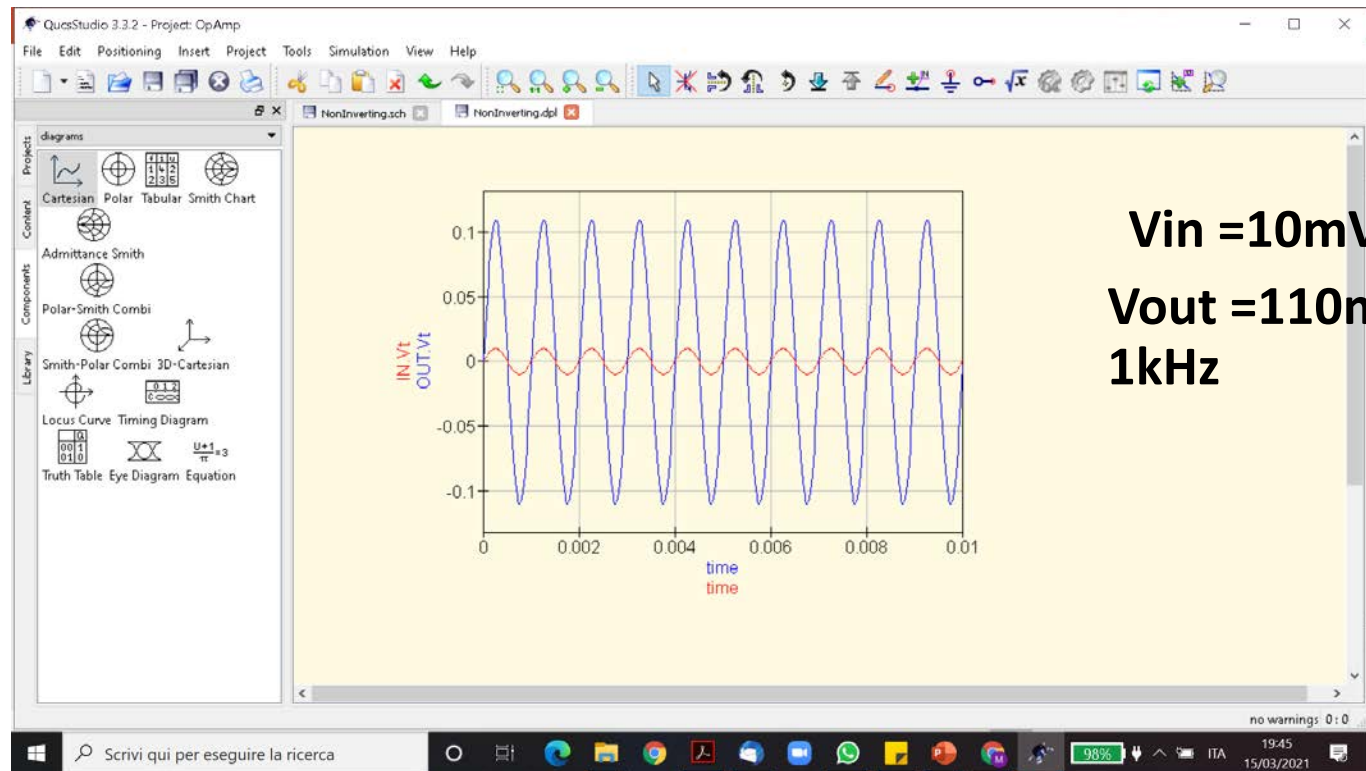 QucsStudio 3.3.2 - Project: OpAmp
File Edit Positioning Insert Project Tools Simulation View Help
NonInverting.sch NonInverting.dpl
diagrams
Projects
Content
Components
Library
Cartesian Polar Tabular Smith Chart
Admittance Smith
Polar-Smith Combi
Smith-Polar Combi 3D-Cartesian
Locus Curve Timing Diagram
Truth Table Eye Diagram Equation
0.1
0.05
0
-0.05
-0.1
IN.Vt
OUT.Vt
0 0.002 0.004 0.006 0.008 0.01
time
time
Vin =10mV
Vout =110
1kHz
no warnings 0 : 0
Scrivi qui per eseguire la ricerca
98% ITA
19:45
15/03/2021